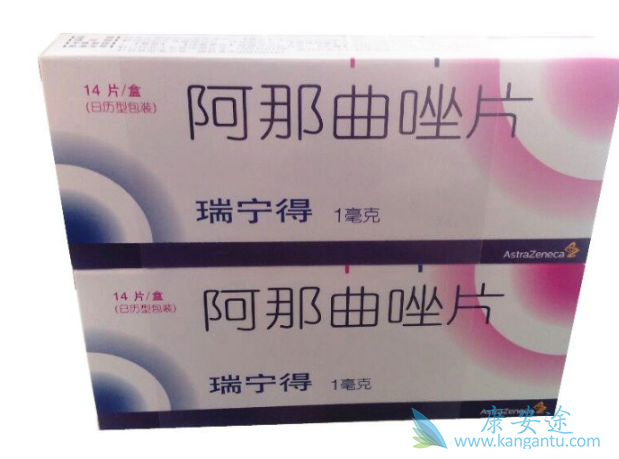 14 片/盒
(日历型包装)
阿那曲唑片
瑞宁得 1毫克
AstraZeneca
14 片/盒
(日历型包装)
阿那曲唑片
瑞宁得 1毫克
AstraZeneca
康安途
www.kangantu.com